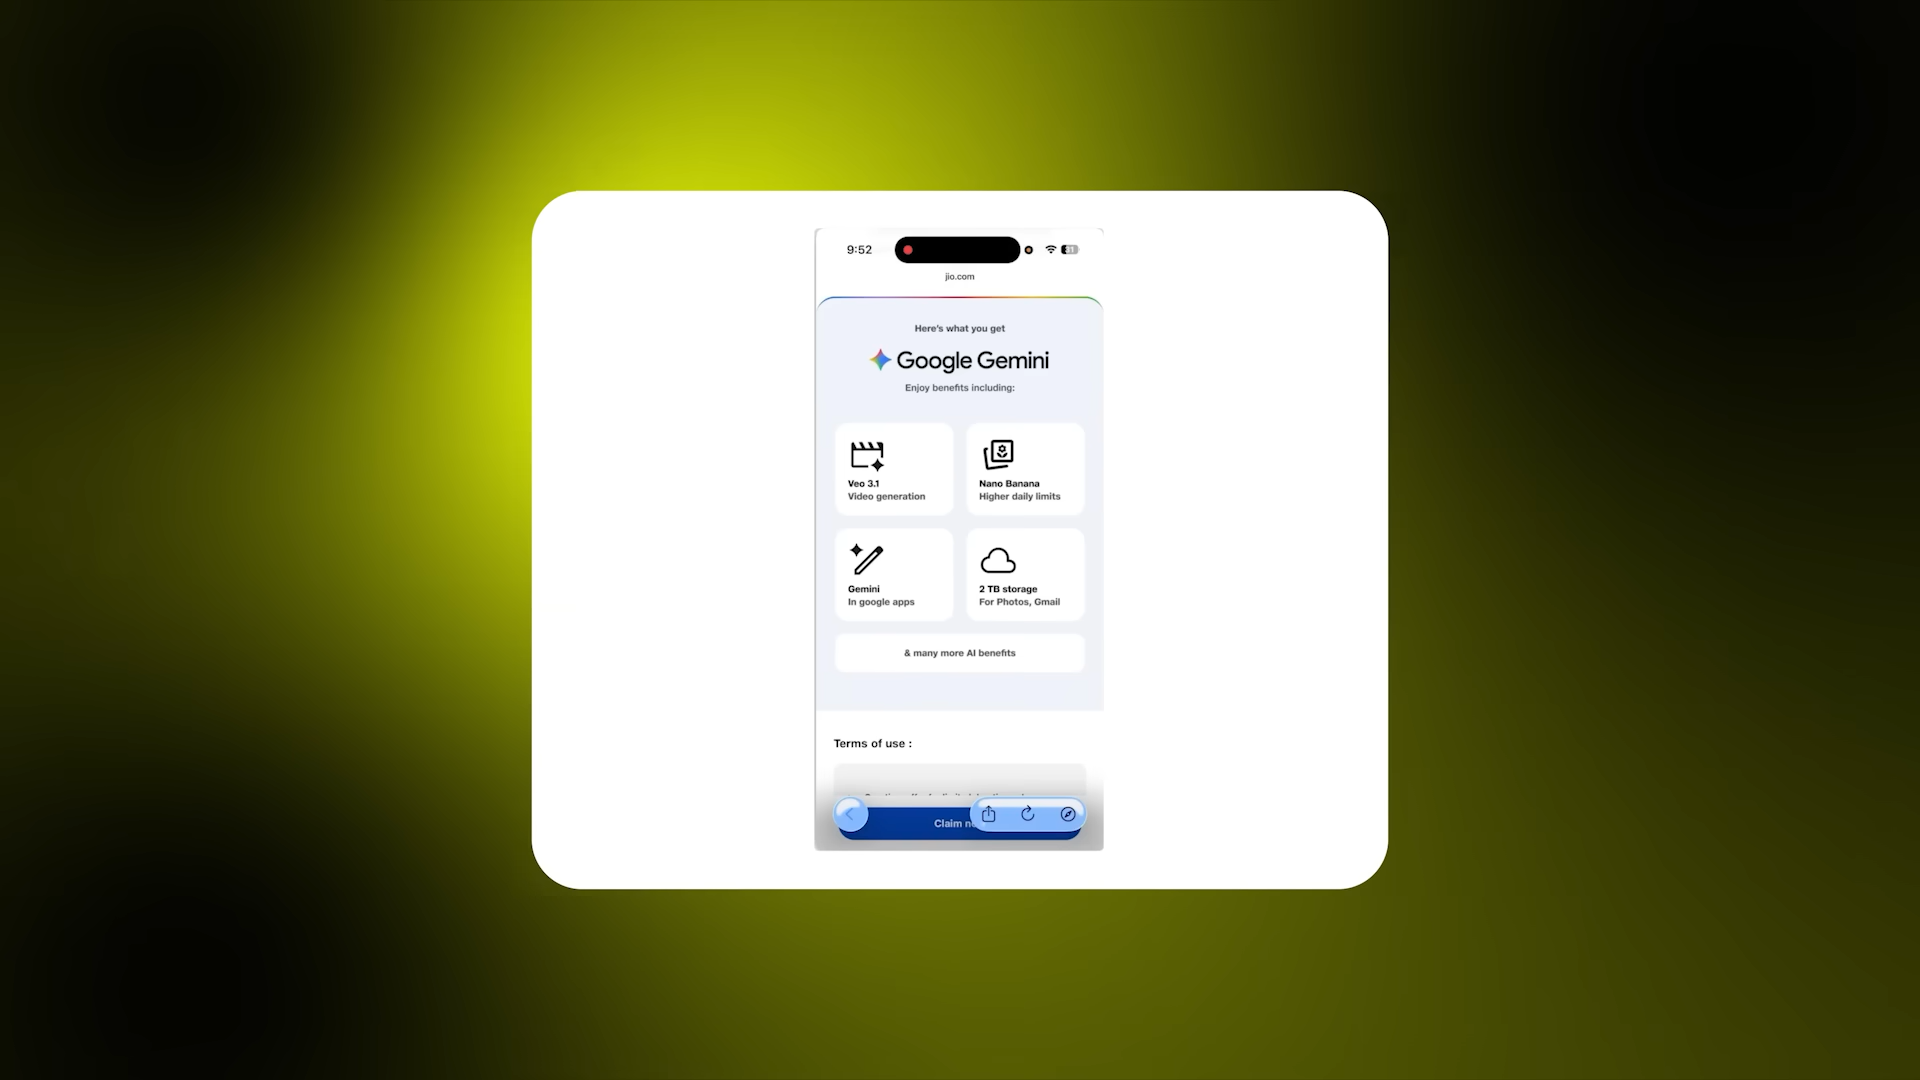 9:52
31
jio.com
Here's what you get
Google Gemini
Enjoy benefits including:
Veo 3.1
Video generation
Nano Banana
Higher daily limits
Gemini
In google apps
2 TB storage
For Photos, Gmail
& many more AI benefits
Terms of use :
Claim